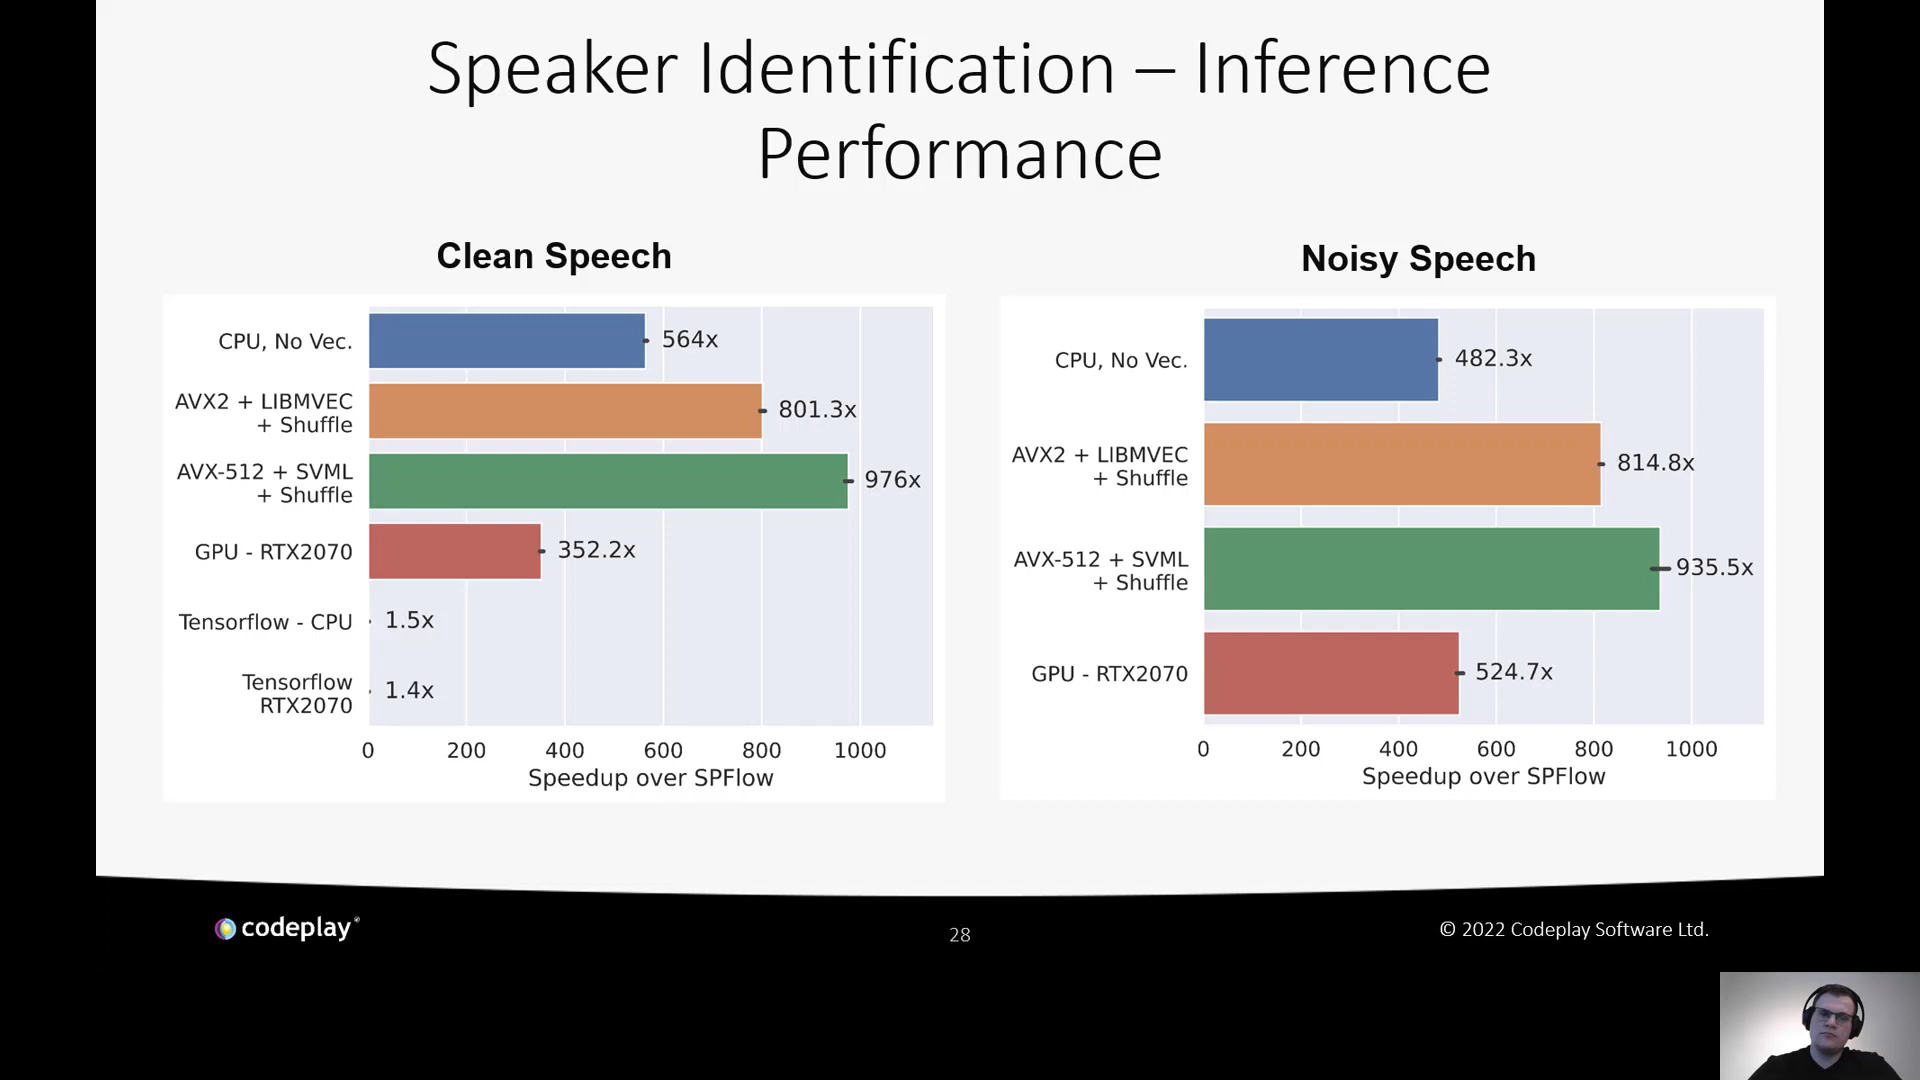 Speaker Identification – Inference
Performance
Clean Speech
CPU, No Vec.
564x
AVX2 + LIBMVEC
+ Shuffle
801.3x
AVX-512 + SVML
+ Shuffle
976x
GPU - RTX2070
352.2x
Tensorflow - CPU
1.5x
Tensorflow
RTX2070
1.4x
0 200 400 600 800 1000
Speedup over SPFlow
Noisy Speech
CPU, No Vec.
482.3x
AVX2 + LIBMVEC
+ Shuffle
814.8x
AVX-512 + SVML
+ Shuffle
935.5x
GPU - RTX2070
524.7x
0 200 400 600 800 1000
Speedup over SPFlow
codeplay®
28
© 2022 Codeplay Software Ltd.